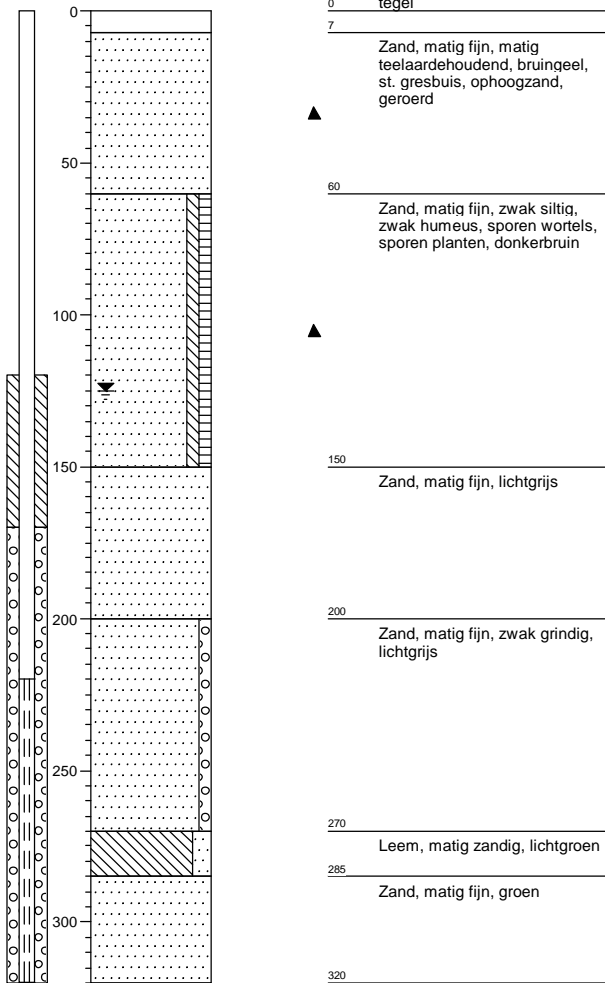 0
50
100
150
200
250
300
0
tegel
7
Zand, matig fijn, matig
teelaardehoudend, bruingeel,
st. gresbuis, ophoogzand,
geroerd
60
Zand, matig fijn, zwak siltig,
zwak humeus, sporen wortels,
sporen planten, donkerbruin
150
Zand, matig fijn, lichtgrijs
200
Zand, matig fijn, zwak grindig,
lichtgrijs
270
Leem, matig zandig, lichtgroen
285
Zand, matig fijn, groen
320